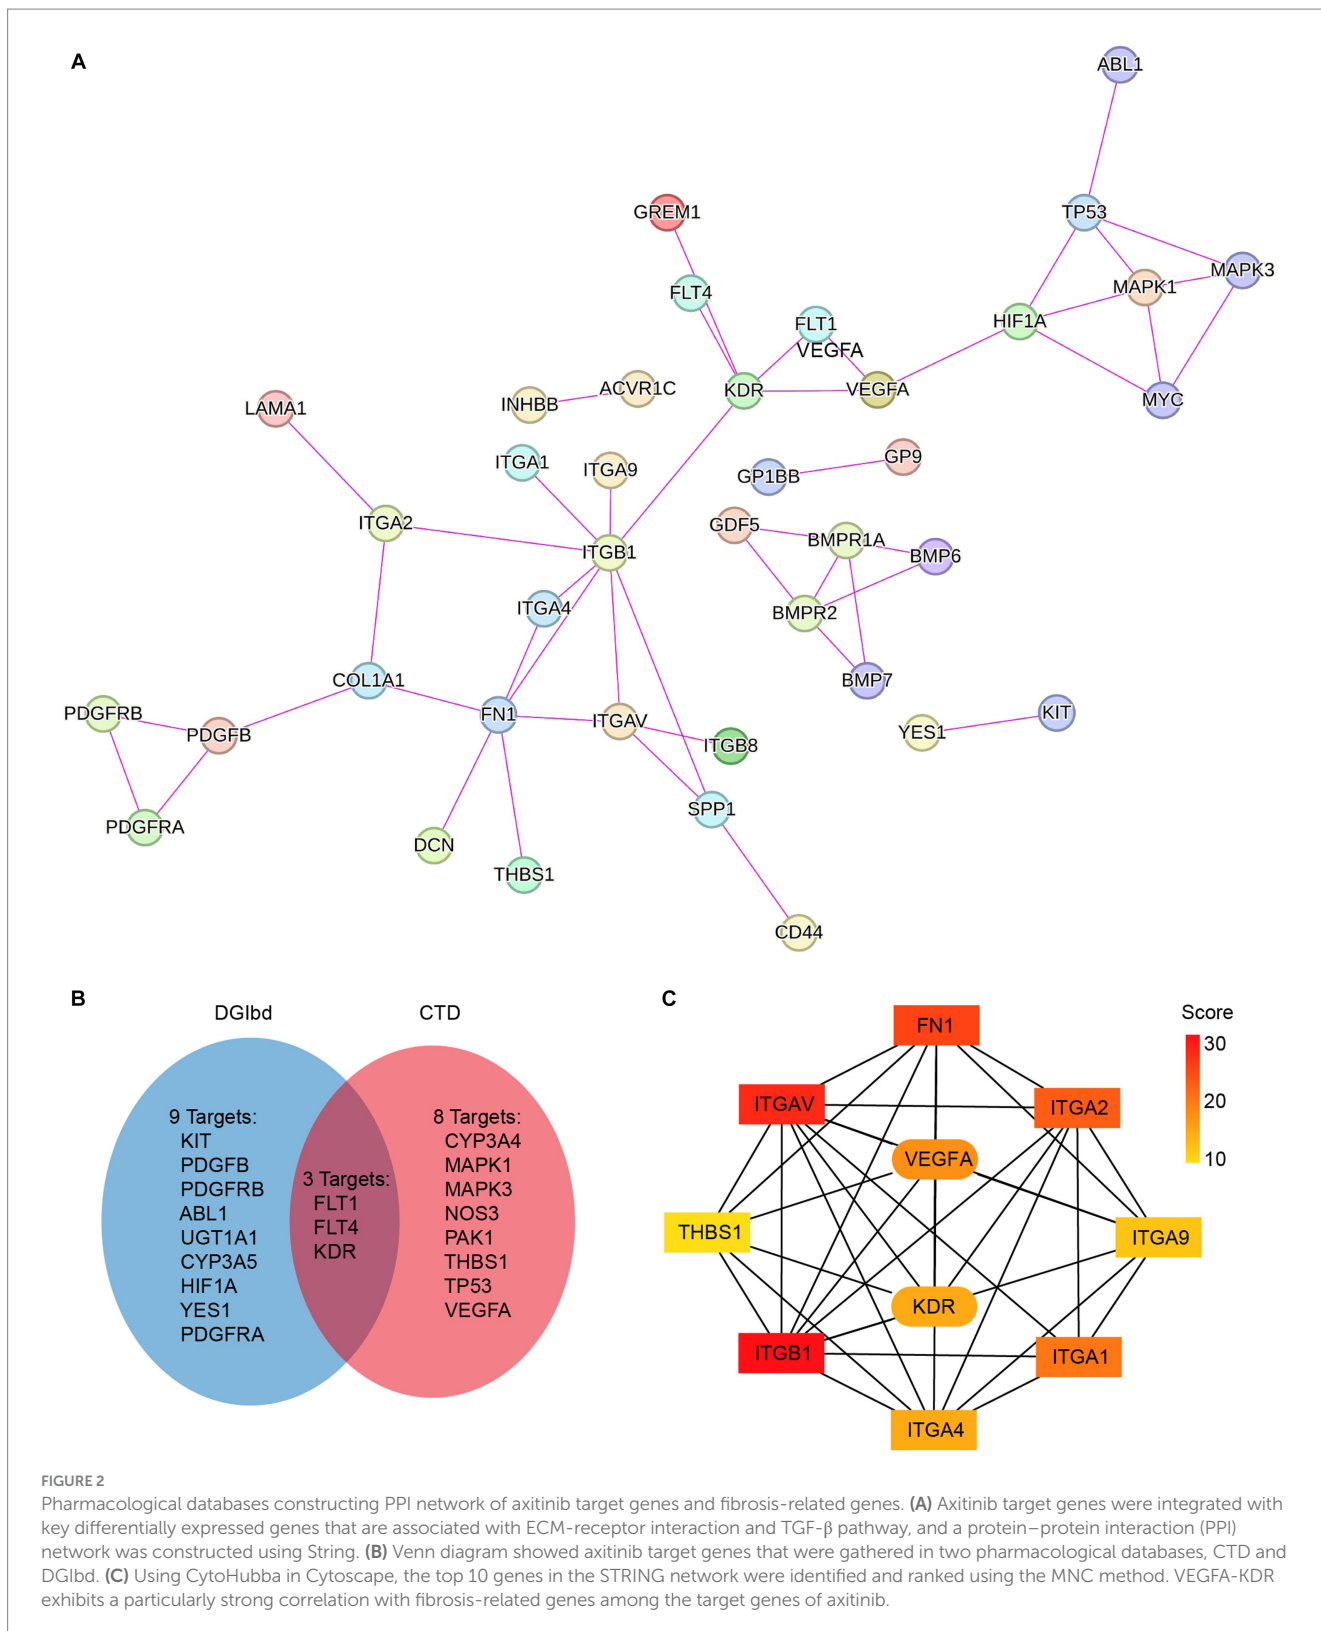 A
ABL1
GREM1
TP53
FLT4
MAPK3
MAPK1
FLT1
HIF1A
VEGFA
KDR
VEGFA
ACVR1C
INHBB
MYC
LAMA1
ITGA1
ITGA9
GP1BB
GP9
ITGA2
GDF5
BMPR1A
ITGB1
BMP6
ITGA4
BMPR2
COL1A1
BMP7
PDGFRB
PDGFB
FN1
ITGAV
ITGB8
YES1
KIT
PDGFRA
SPP1
DCN
THBS1
CD44
B
DGIbd
CTD
9 Targets:
KIT
PDGFB
PDGFRB
ABL1
UGT1A1
CYP3A5
HIF1A
YES1
PDGFRA
3 Targets:
FLT1
FLT4
KDR
8 Targets:
CYP3A4
MAPK1
MAPK3
NOS3
PAK1
THBS1
TP53
VEGFA
C
FN1
ITGAV
ITGA2
VEGFA
THBS1
ITGA9
KDR
ITGB1
ITGA1
ITGA4
Score
30
20
10
FIGURE 2
Pharmacological databases constructing PPI network of axitinib target genes and fibrosis-related genes. (A) Axitinib target genes were integrated with
key differentially expressed genes that are associated with ECM-receptor interaction and TGF-β pathway, and a protein–protein interaction (PPI)
network was constructed using String. (B) Venn diagram showed axitinib target genes that were gathered in two pharmacological databases, CTD and
DGIbd. (C) Using CytoHubba in Cytoscape, the top 10 genes in the STRING network were identified and ranked using the MNC method. VEGFA-KDR
exhibits a particularly strong correlation with fibrosis-related genes among the target genes of axitinib.